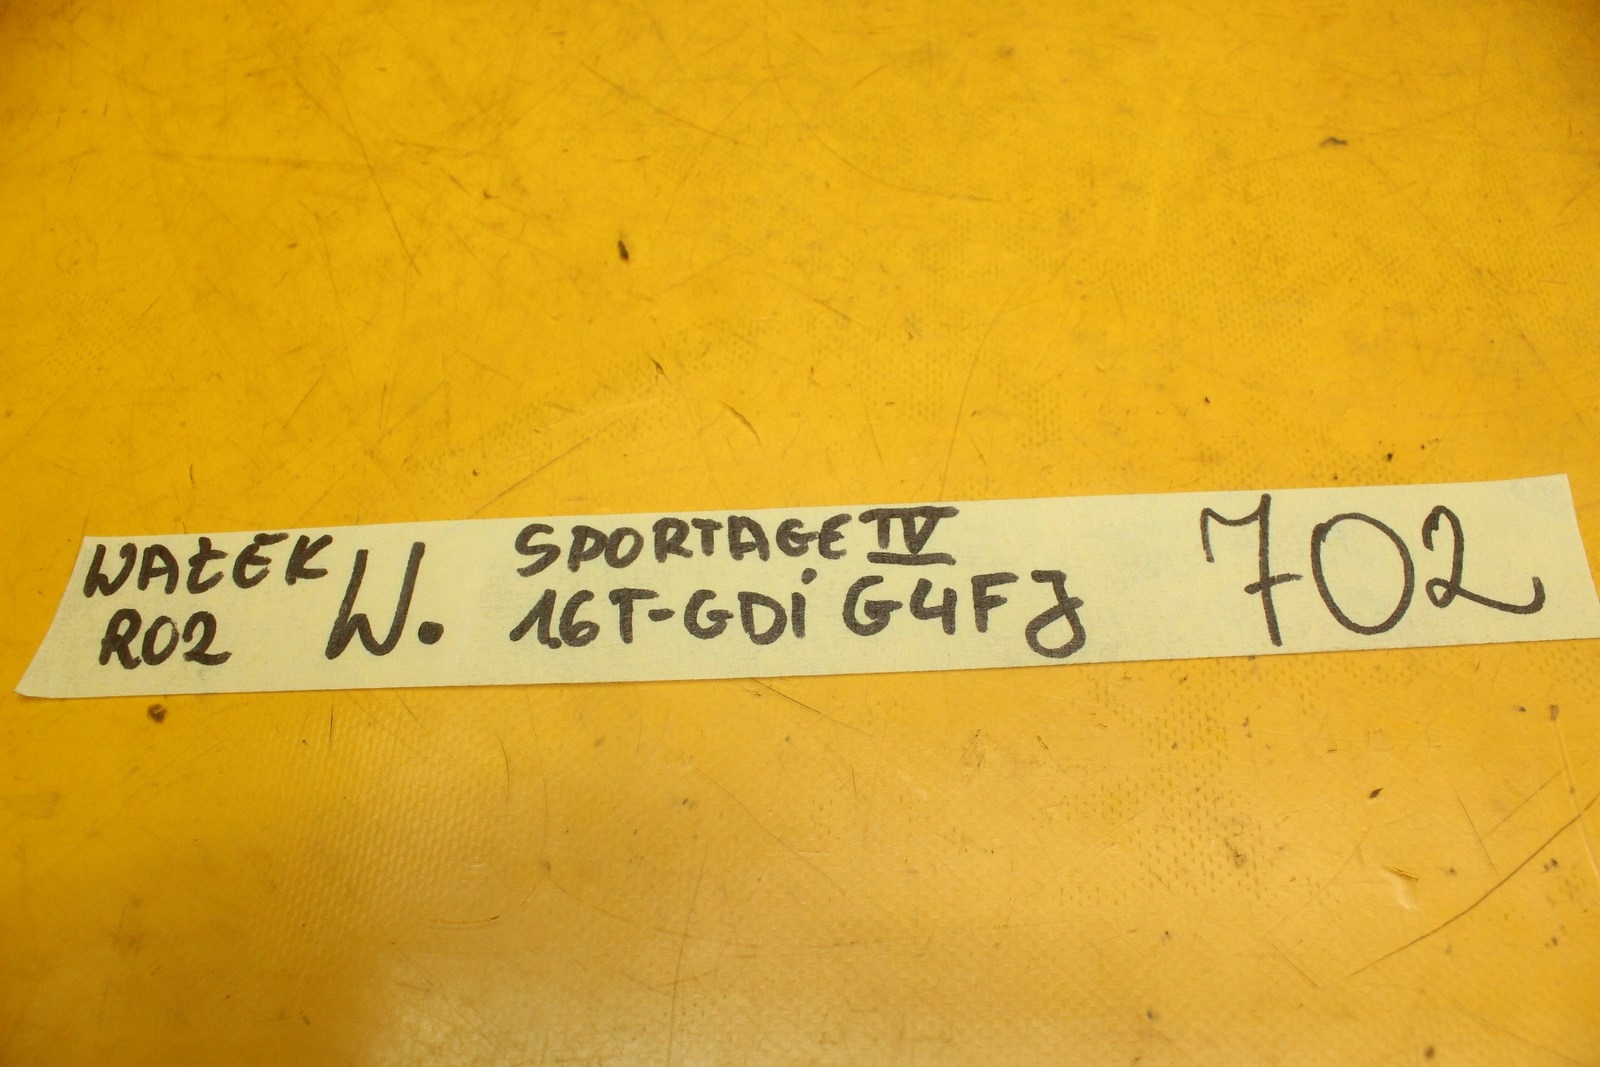 WAŁEK W. SPORTAGE IV 702
R02 1.6T-GDi G4FJ